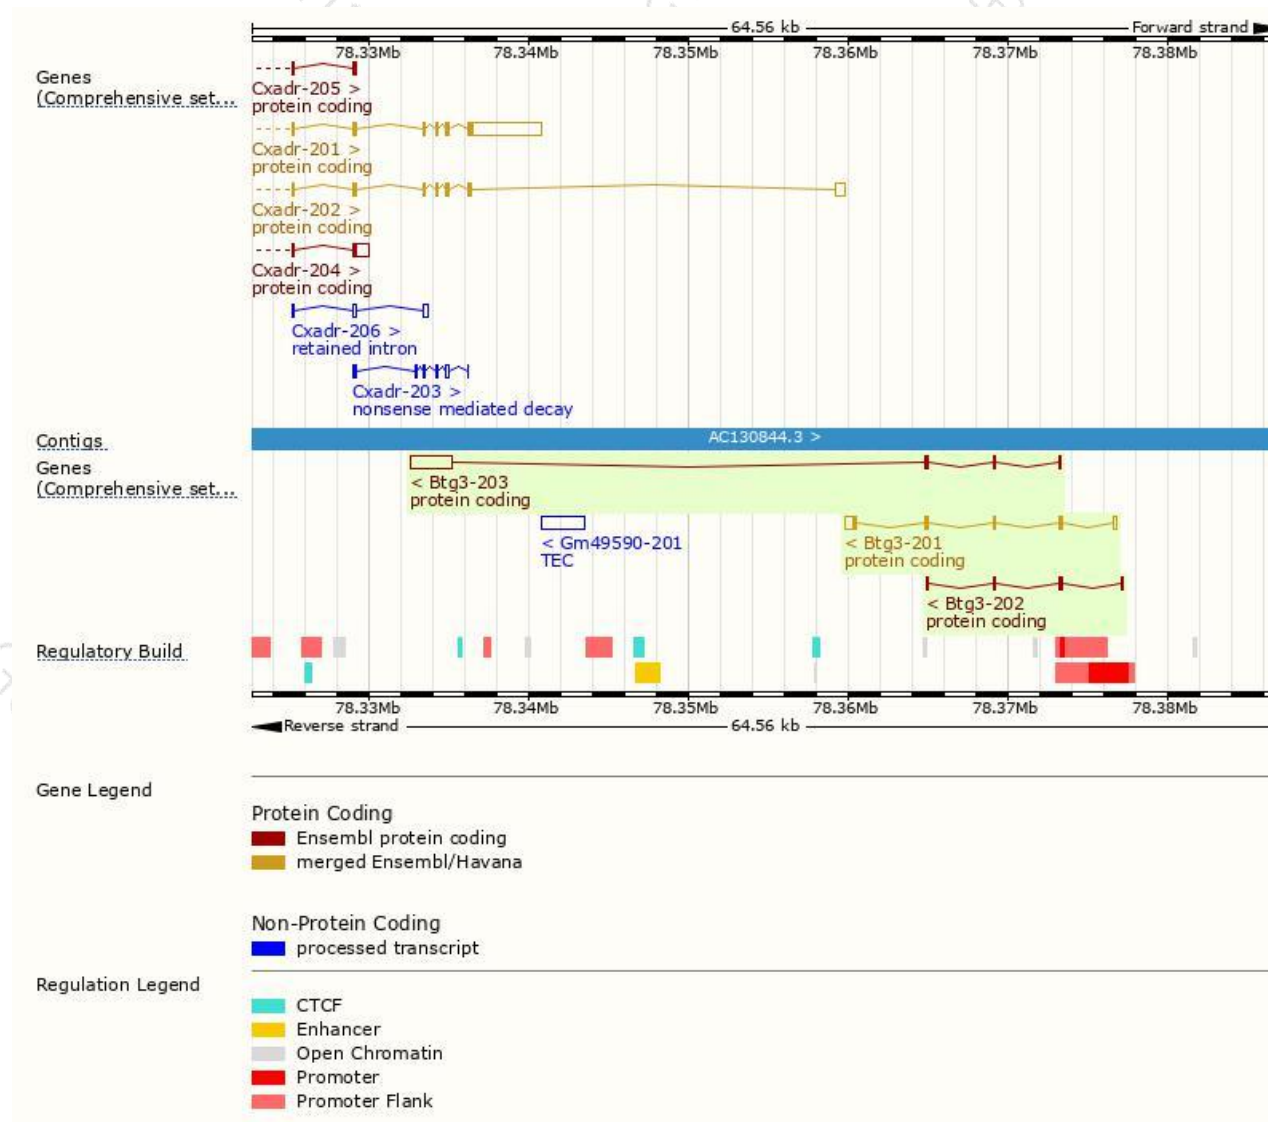 64.56 kb Forward strand
78.33Mb 78.34Mb 78.35Mb 78.36Mb 78.37Mb 78.38Mb
Genes
(Comprehensive set...
Cxadr-205 >
protein coding
Cxadr-201 >
protein coding
Cxadr-202 >
protein coding
Cxadr-204 >
protein coding
Cxadr-206 >
retained intron
Cxadr-203 >
nonsense mediated decay
Contigs
AC130844.3 >
Genes
(Comprehensive set...
< Btg3-203
protein coding
< Gm49590-201
TEC
< Btg3-201
protein coding
< Btg3-202
protein coding
Regulatory Build
78.33Mb 78.34Mb 78.35Mb 78.36Mb 78.37Mb 78.38Mb
Reverse strand 64.56 kb
Gene Legend
Protein Coding
Ensembl protein coding
merged Ensembl/Havana
Non-Protein Coding
processed transcript
Regulation Legend
CTCF
Enhancer
Open Chromatin
Promoter
Promoter Flank